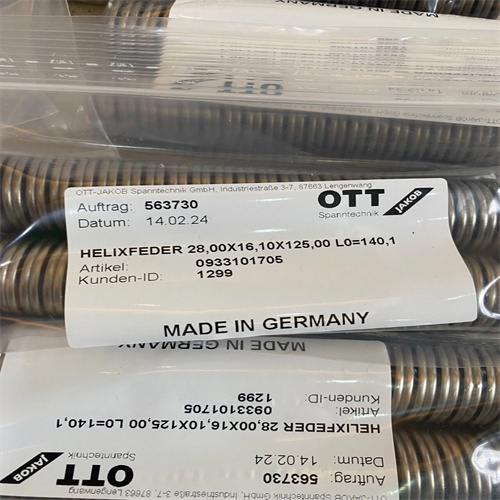 MADE IN GERMANY
OTT-JAKOB Spanntechnik GmbH, Industriestraße 3-7, 87663 Lengenwang
Auftrag: 563730
Datum: 14.02.24
OTT
JAKOB
Spanntechnik
HELIXFEDER 28,00X16,10X125,00 L0=140,1
Artikel: 0933101705
Kunden-ID: 1299
MADE IN GERMANY
OTT-JAKOB Spanntechnik GmbH, Industriestraße 3-7, 87663 Lengenwang
Auftrag: 563730
Datum: 14.02.24
OTT
JAKOB
Spanntechnik
HELIXFEDER 28,00X16,10X125,00 L0=140,1
Artikel: 0933101705
Kunden-ID: 1299
MADE IN GERMANY